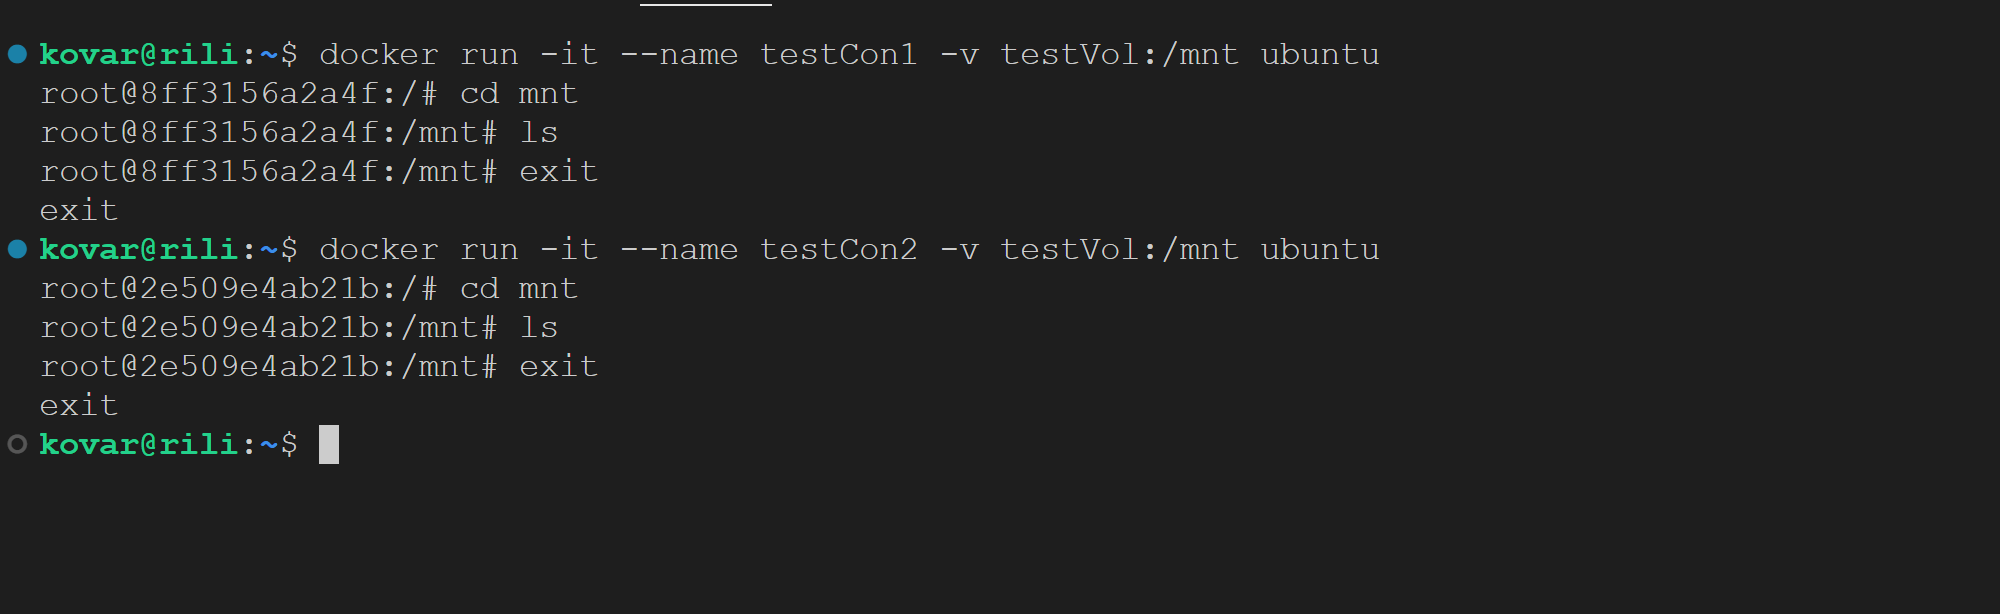 kovar@rili:~$ docker run -it --name testCon1 -v testVol:/mnt ubuntu
root@8ff3156a2a4f:/# cd mnt
root@8ff3156a2a4f:/mnt# ls
root@8ff3156a2a4f:/mnt# exit
exit
kovar@rili:~$ docker run -it --name testCon2 -v testVol:/mnt ubuntu
root@2e509e4ab21b:/# cd mnt
root@2e509e4ab21b:/mnt# ls
root@2e509e4ab21b:/mnt# exit
exit
kovar@rili:~$